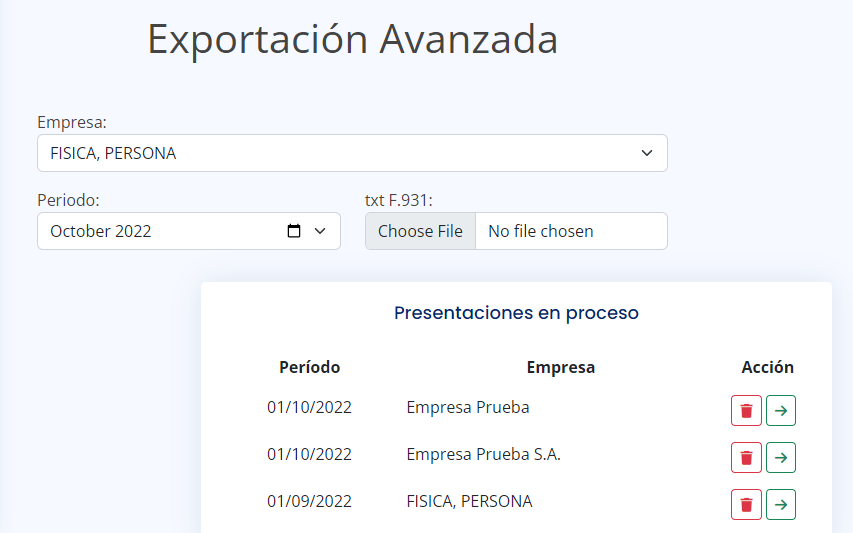 Exportación Avanzada
Empresa:
FISICA, PERSONA
Periodo: txt F.931:
October 2022 Choose File No file chosen
Presentaciones en proceso
Período Empresa Acción
01/10/2022 Empresa Prueba
01/10/2022 Empresa Prueba S.A.
01/09/2022 FISICA, PERSONA